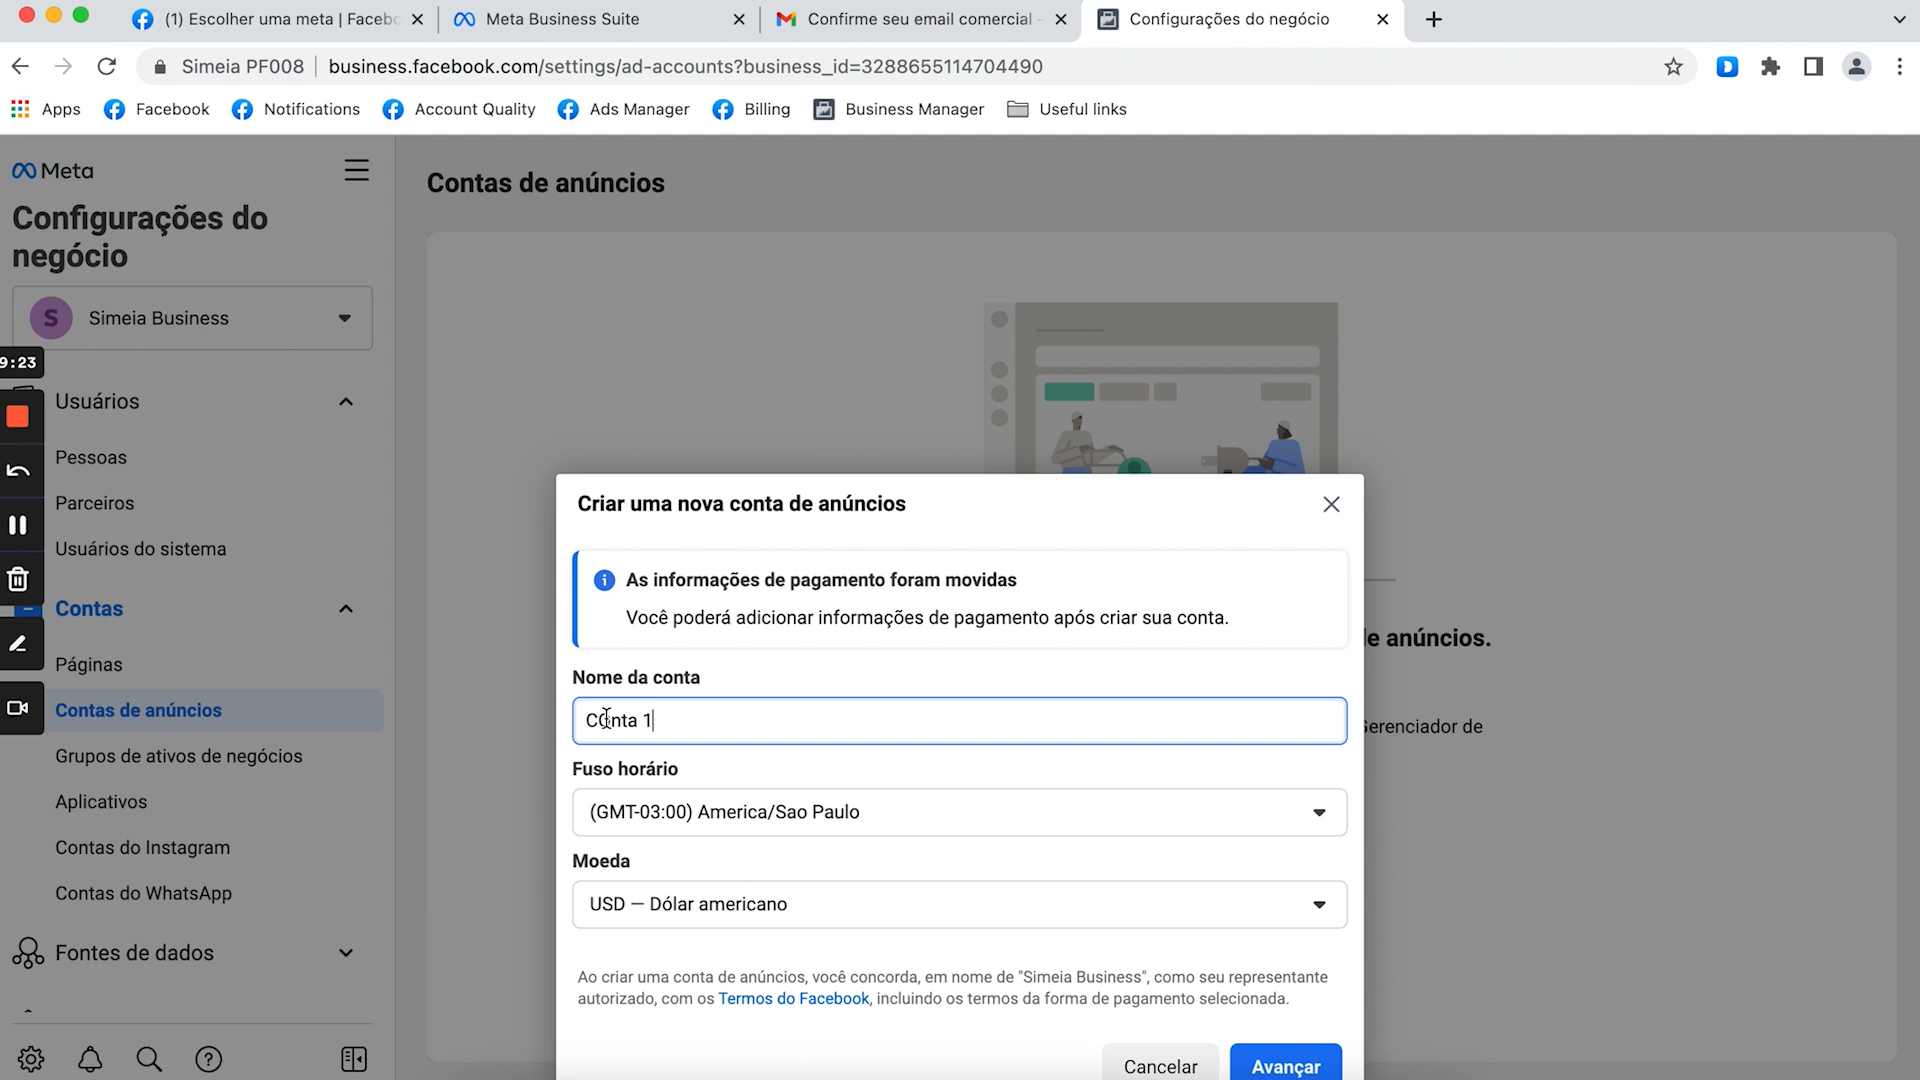 (1) Escolher uma meta | Facebo
Meta Business Suite
Confirme seu email comercial -
Configurações do negócio
Simeia PF008
business.facebook.com/settings/ad-accounts?business_id=3288655114704490
Apps
Facebook
Notifications
Account Quality
Ads Manager
Billing
Business Manager
Useful links
Meta
Configurações do
negócio
S
Simeia Business
9:23
Usuários
Pessoas
Parceiros
Usuários do sistema
Contas
Páginas
Contas de anúncios
Grupos de ativos de negócios
Aplicativos
Contas do Instagram
Contas do WhatsApp
Fontes de dados
Contas de anúncios
Criar uma nova conta de anúncios
As informações de pagamento foram movidas
Você poderá adicionar informações de pagamento após criar sua conta.
Nome da conta
Conta 1
Fuso horário
(GMT-03:00) America/Sao Paulo
Moeda
USD — Dólar americano
Ao criar uma conta de anúncios, você concorda, em nome de "Simeia Business", como seu representante
autorizado, com os Termos do Facebook, incluindo os termos da forma de pagamento selecionada.
Cancelar
Avançar
de anúncios.
Gerenciador de